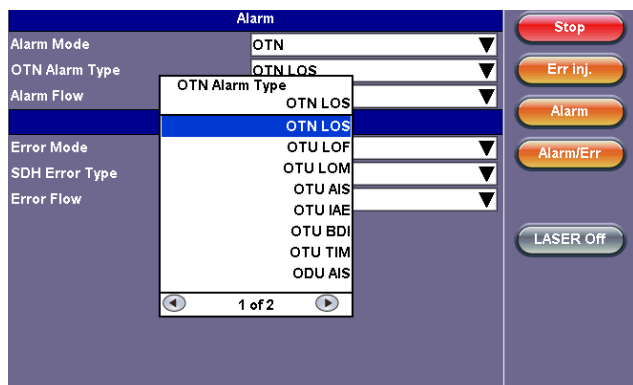 Alarm
Alarm Mode
OTN
OTN Alarm Type
OTN LOS
Alarm Flow
OTN Alarm Type
OTN LOS
OTN LOS
OTU LOF
OTU LOM
OTU AIS
OTU IAE
OTU BDI
OTU TIM
ODU AIS
1 of 2
Error Mode
SDH Error Type
Error Flow
Stop
Err inj.
Alarm
Alarm/Err
LASER Off